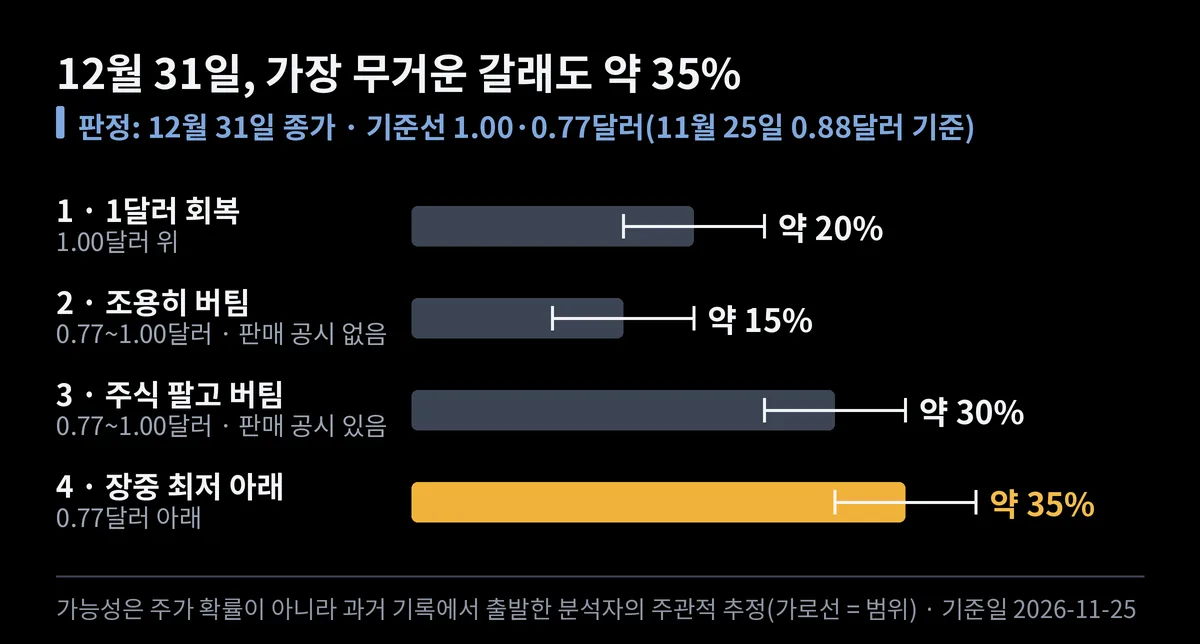 12월 31일, 가장 무거운 갈래도 약 35%
판정: 12월 31일 종가 · 기준선 1.00·0.77달러(11월 25일 0.88달러 기준)
1 · 1달러 회복
1.00달러 위
약 20%
2 · 조용히 버팀
0.77~1.00달러 · 판매 공시 없음
약 15%
3 · 주식 팔고 버팀
0.77~1.00달러 · 판매 공시 있음
약 30%
4 · 장중 최저 아래
0.77달러 아래
약 35%
가능성은 주가 확률이 아니라 과거 기록에서 출발한 분석자의 주관적 추정(가로선 = 범위) · 기준일 2026-11-25